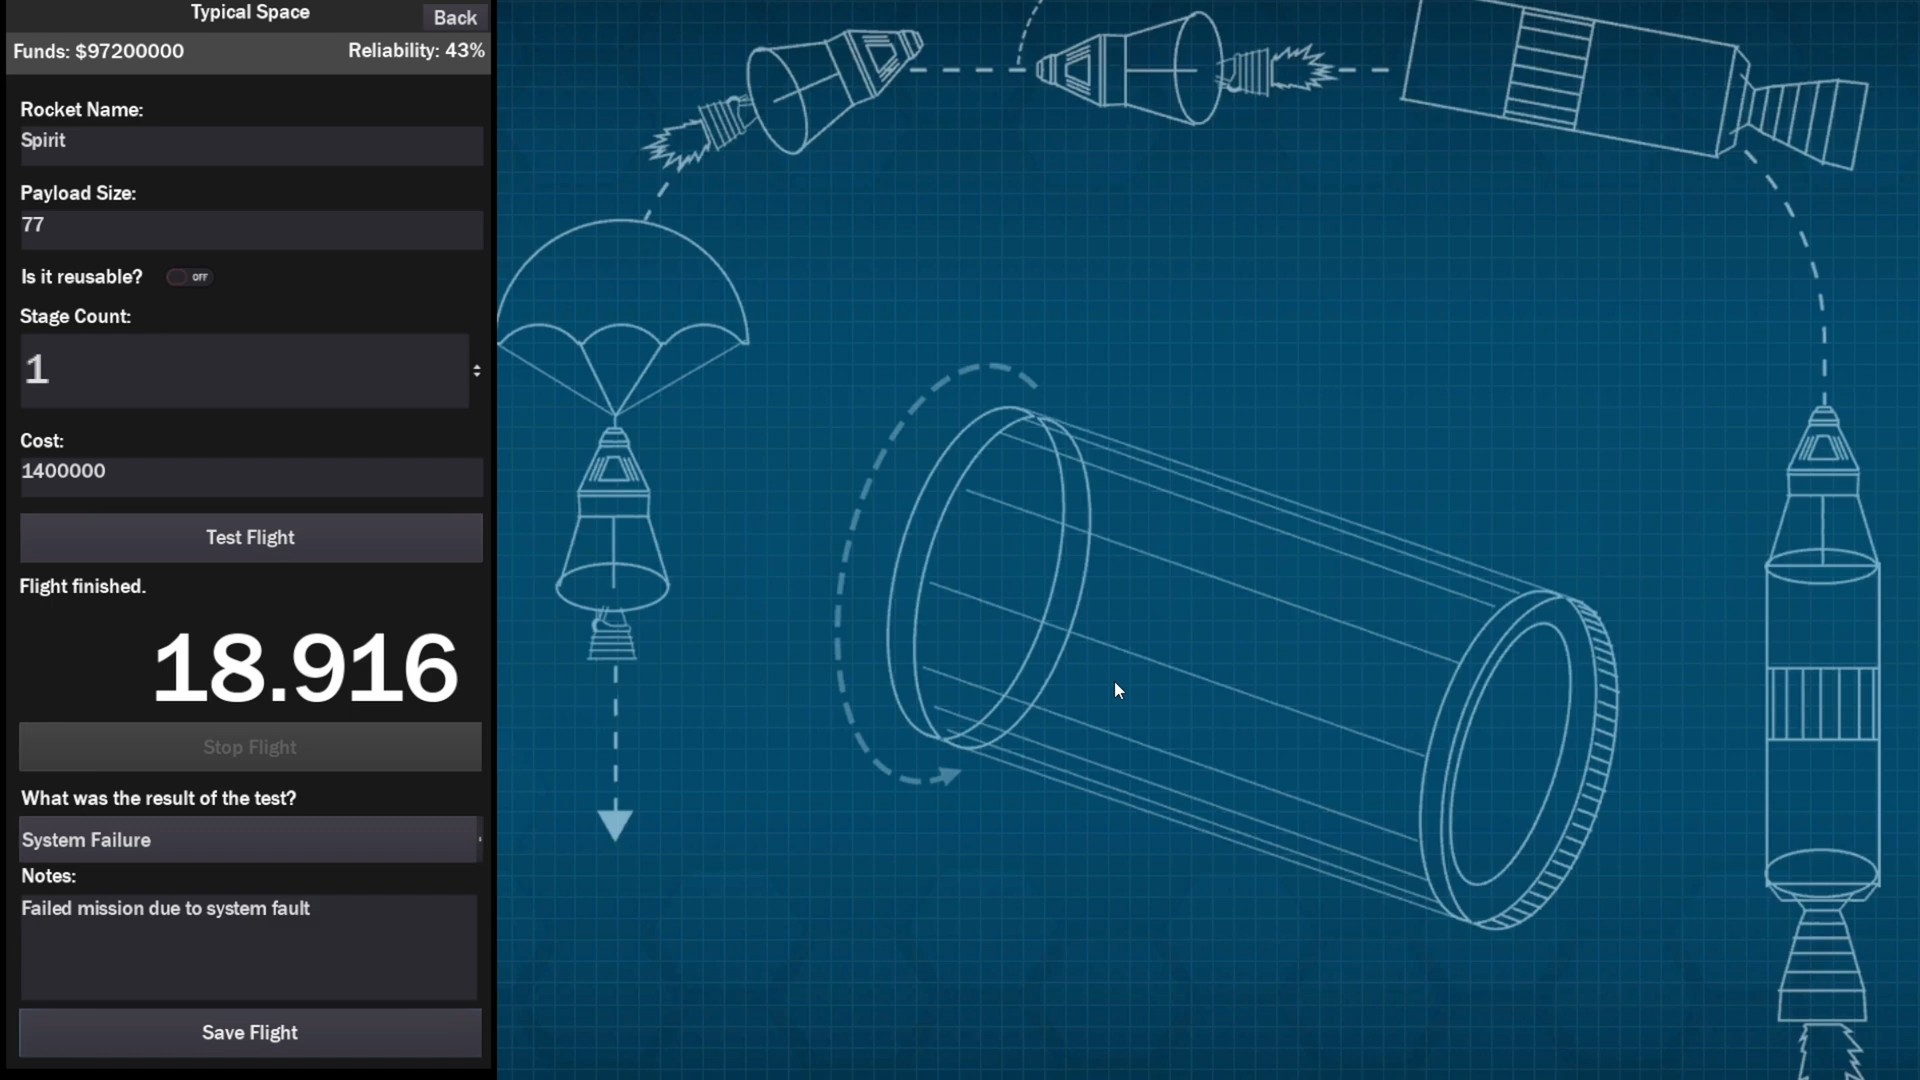 Typical Space
Back
Funds: $97200000
Reliability: 43%
Rocket Name:
Spirit
Payload Size:
77
Is it reusable?
OFF
Stage Count:
1
Cost:
1400000
Test Flight
Flight finished.
18.916
Stop Flight
What was the result of the test?
System Failure
Notes:
Failed mission due to system fault
Save Flight